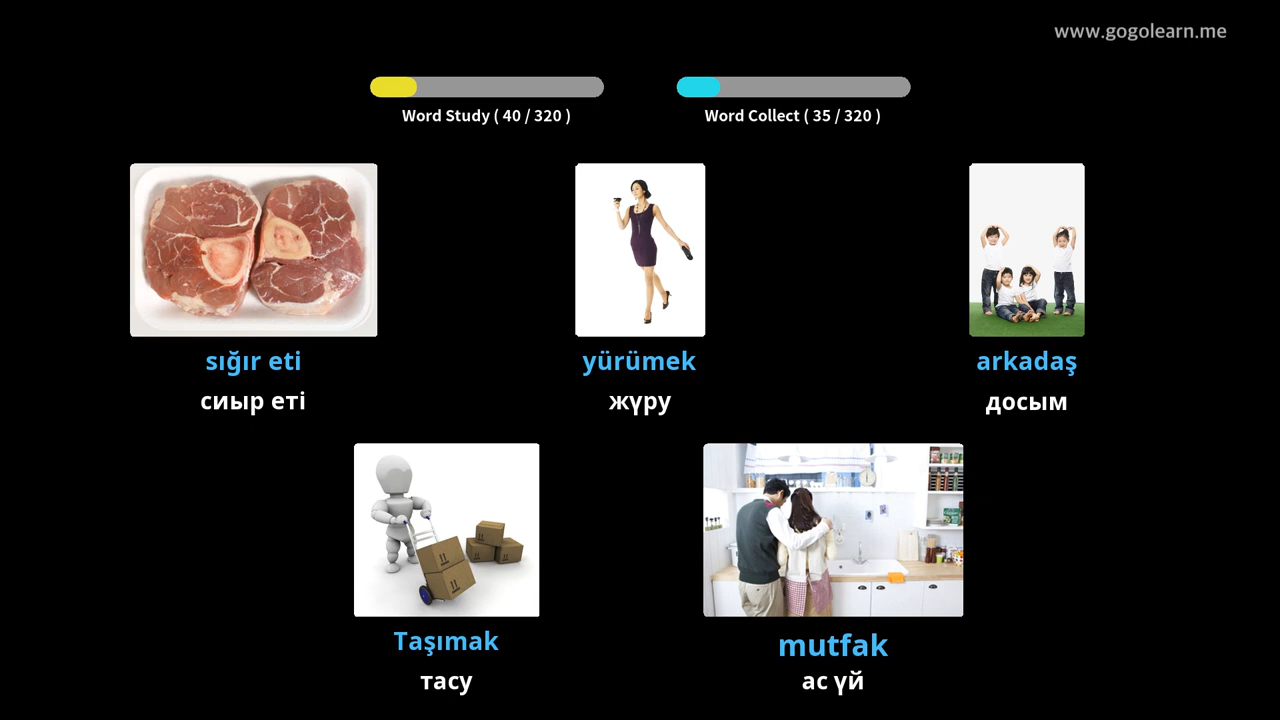 www.gogolearn.me
Word Study ( 40 / 320 )
Word Collect ( 35 / 320 )
sığır eti
сиыр еті
yürümek
жүру
arkadaş
досым
Taşımak
тасу
mutfak
ас үй